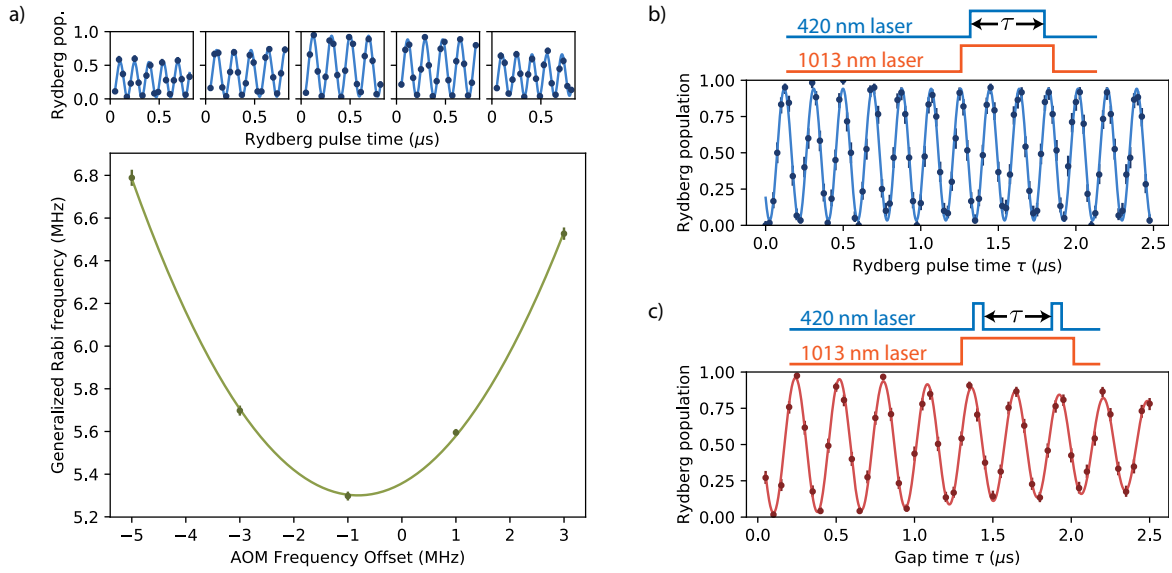 a)
Rydberg pop.
1.0
0.5
0.0
0 0.5 0 0.5 0 0.5 0 0.5 0 0.5
Rydberg pulse time (μs)
Generalized Rabi frequency (MHz)
6.8
6.6
6.4
6.2
6.0
5.8
5.6
5.4
5.2
−5 −4 −3 −2 −1 0 1 2 3
AOM Frequency Offset (MHz)
b)
420 nm laser
τ
1013 nm laser
Rydberg population
1.00
0.75
0.50
0.25
0.00
0.0 0.5 1.0 1.5 2.0 2.5
Rydberg pulse time τ (μs)
c)
420 nm laser
τ
1013 nm laser
Rydberg population
1.00
0.75
0.50
0.25
0.00
0.0 0.5 1.0 1.5 2.0 2.5
Gap time τ (μs)